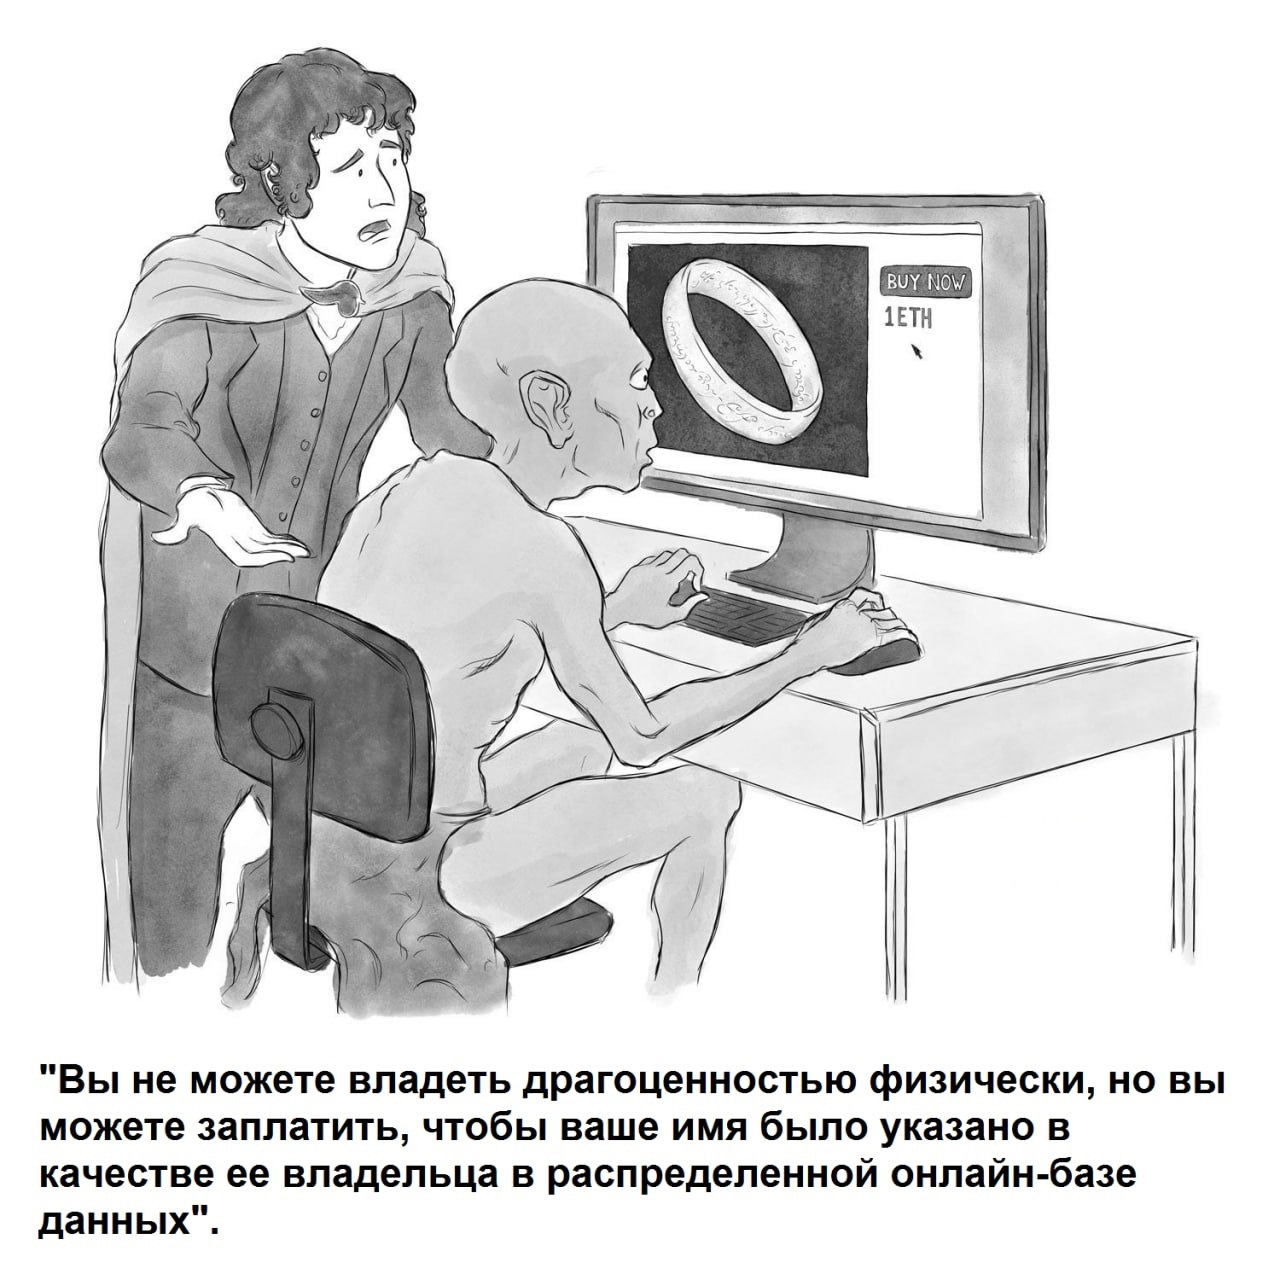 BUY NOW
1ETH
"Вы не можете владеть драгоценностью физически, но вы
можете заплатить, чтобы ваше имя было указано в
качестве ее владельца в распределенной онлайн-базе
данных".